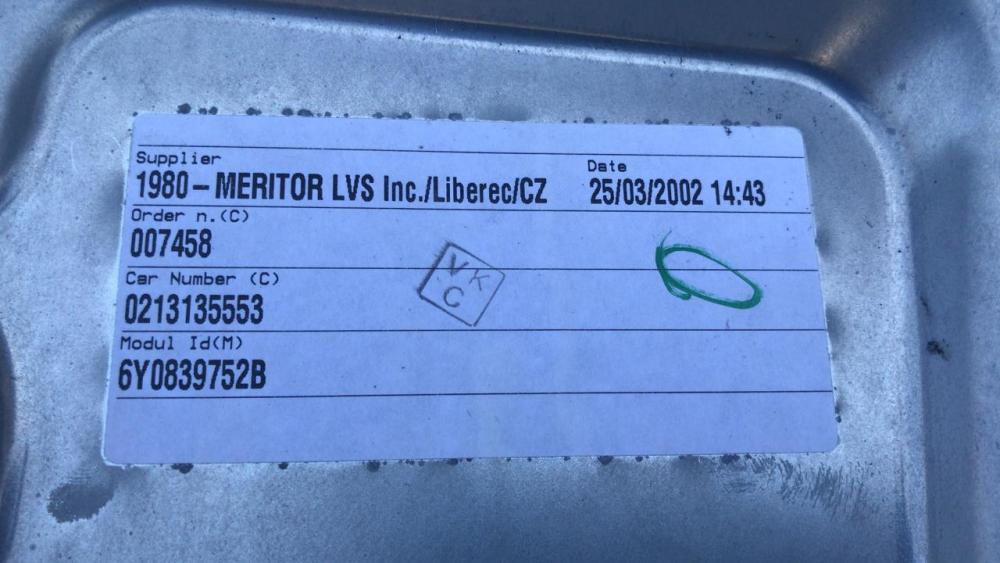 Supplier Date
1980 – MERITOR LVS Inc./Liberec/CZ 25/03/2002 14:43
Order n.(C)
007458
VK
C
Car Number (C)
0213135553
Modul Id(M)
6Y0839752B